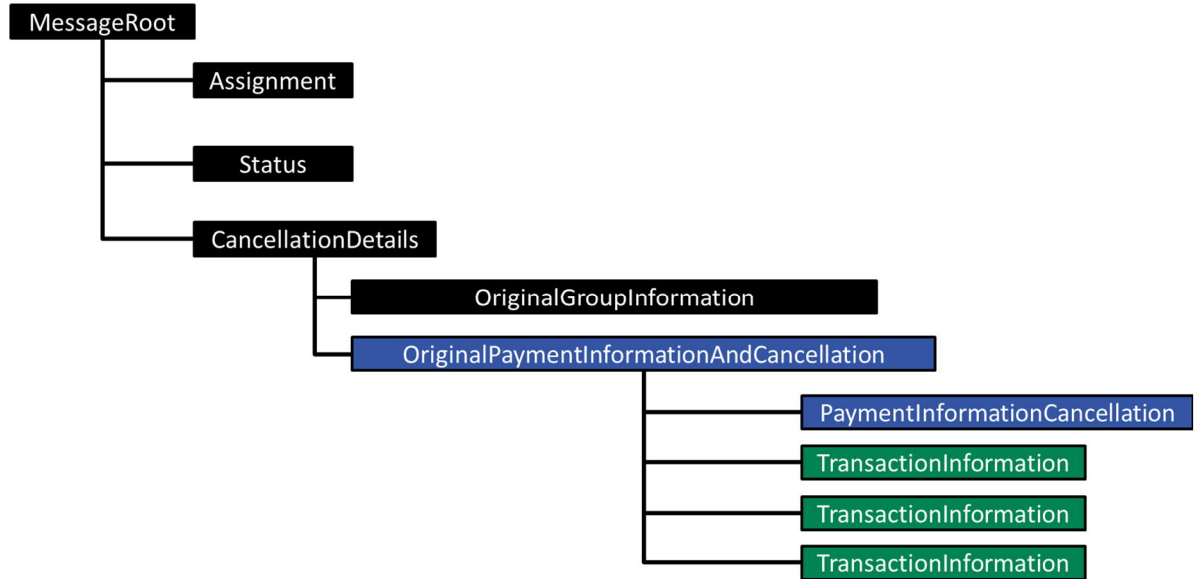 MessageRoot
Assignment
Status
CancellationDetails
OriginalGroupInformation
OriginalPaymentInformationAndCancellation
PaymentInformationCancellation
TransactionInformation
TransactionInformation
TransactionInformation